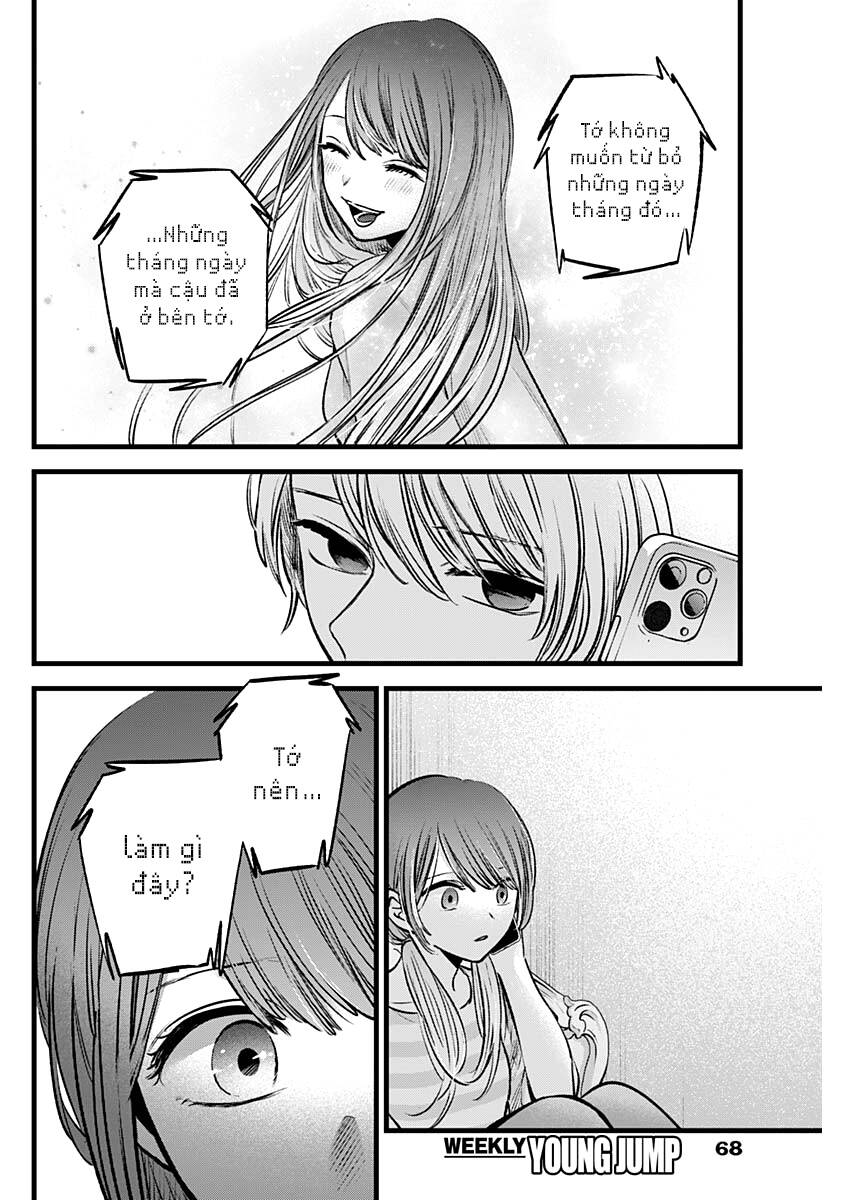 Tớ không
muốn từ bỏ
những ngày
tháng đó...
...Những
tháng ngày
mà cậu đã
ở bên tớ.
Tớ
nên...
làm gì
đây?
WEEKLY YOUNG JUMP 68